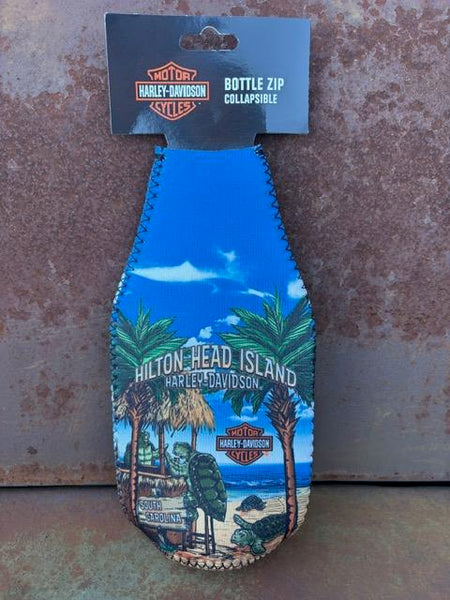 MOTOR
HARLEY-DAVIDSON
CYCLES
BOTTLE ZIP
COLLAPSIBLE
HILTON HEAD ISLAND
HARLEY-DAVIDSON
MOTOR
HARLEY-DAVIDSON
CYCLES
SOUTH
CAROLINA